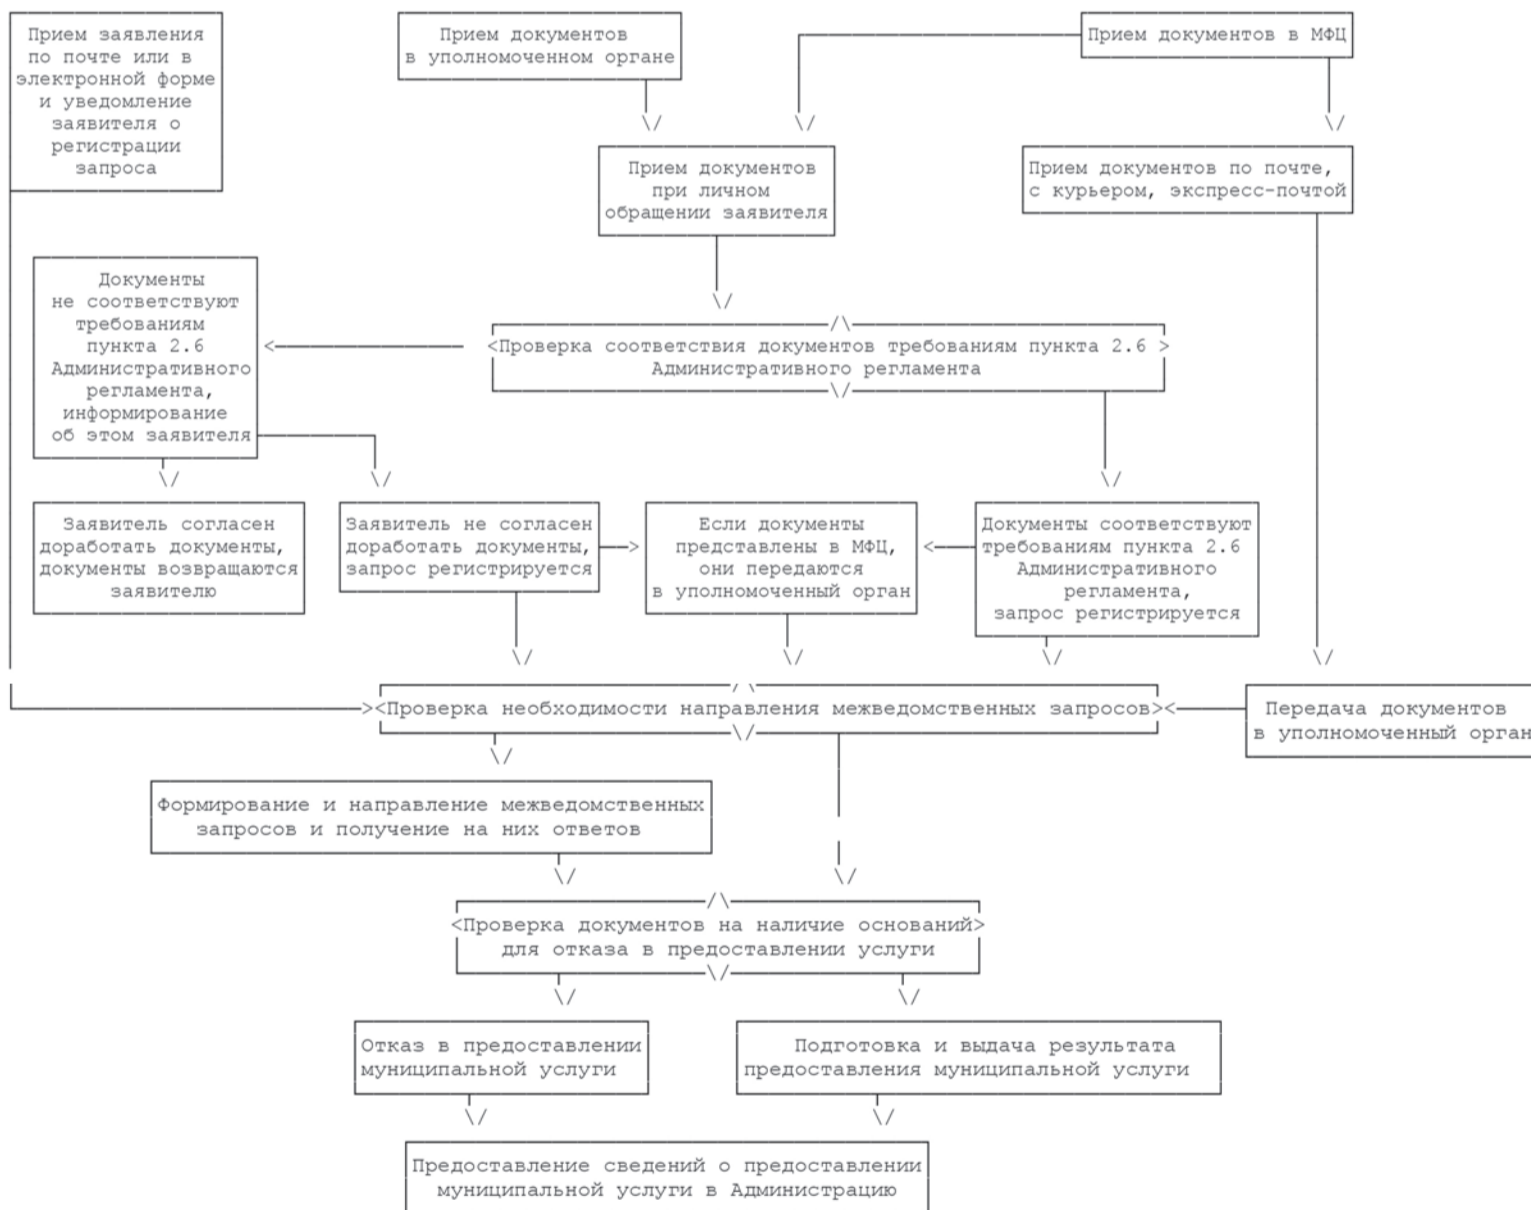 Прием заявления
по почте или в
электронной форме
и уведомление
заявителя о
регистрации
запроса
Прием документов
в уполномоченном органе
Прием документов в МФЦ
Прием документов
при личном
обращении заявителя
Прием документов по почте,
с курьером, экспресс-почтой
Документы
не соответствуют
требованиям
пункта 2.6
Административного
регламента,
информирование
об этом заявителя
<Проверка соответствия документов требованиям пункта 2.6 >
Административного регламента
Заявитель согласен
доработать документы,
документы возвращаются
заявителю
Заявитель не согласен
доработать документы,
запрос регистрируется
Если документы
представлены в МФЦ,
они передаются
в уполномоченный орган
Документы соответствуют
требованиям пункта 2.6
Административного
регламента,
запрос регистрируется
<Проверка необходимости направления межведомственных запросов>
Передача документов
в уполномоченный орган
Формирование и направление межведомственных
запросов и получение на них ответов
<Проверка документов на наличие оснований>
для отказа в предоставлении услуги
Отказ в предоставлении
муниципальной услуги
Подготовка и выдача результата
предоставления муниципальной услуги
Предоставление сведений о предоставлении
муниципальной услуги в Администрацию